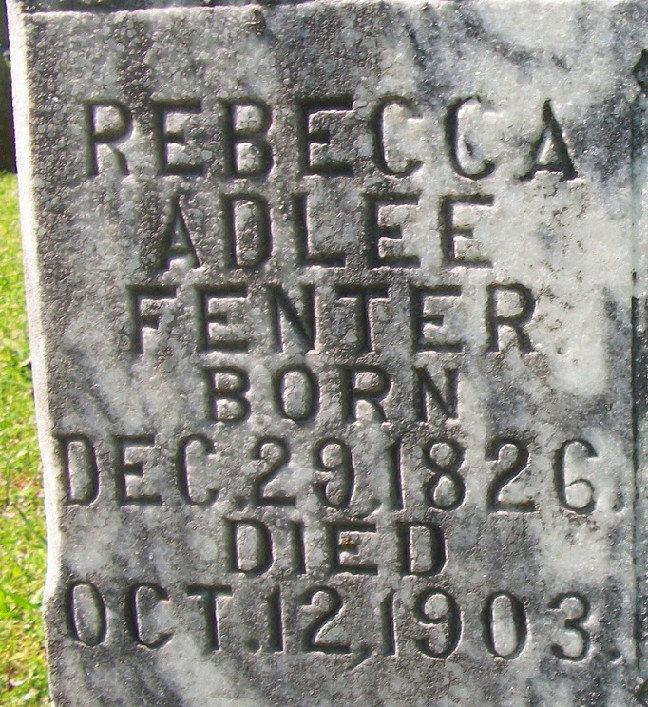 REBECCA
ADLEE
FENTER
BORN
DEC. 29, 1826.
DIED
OCT. 12, 1903.